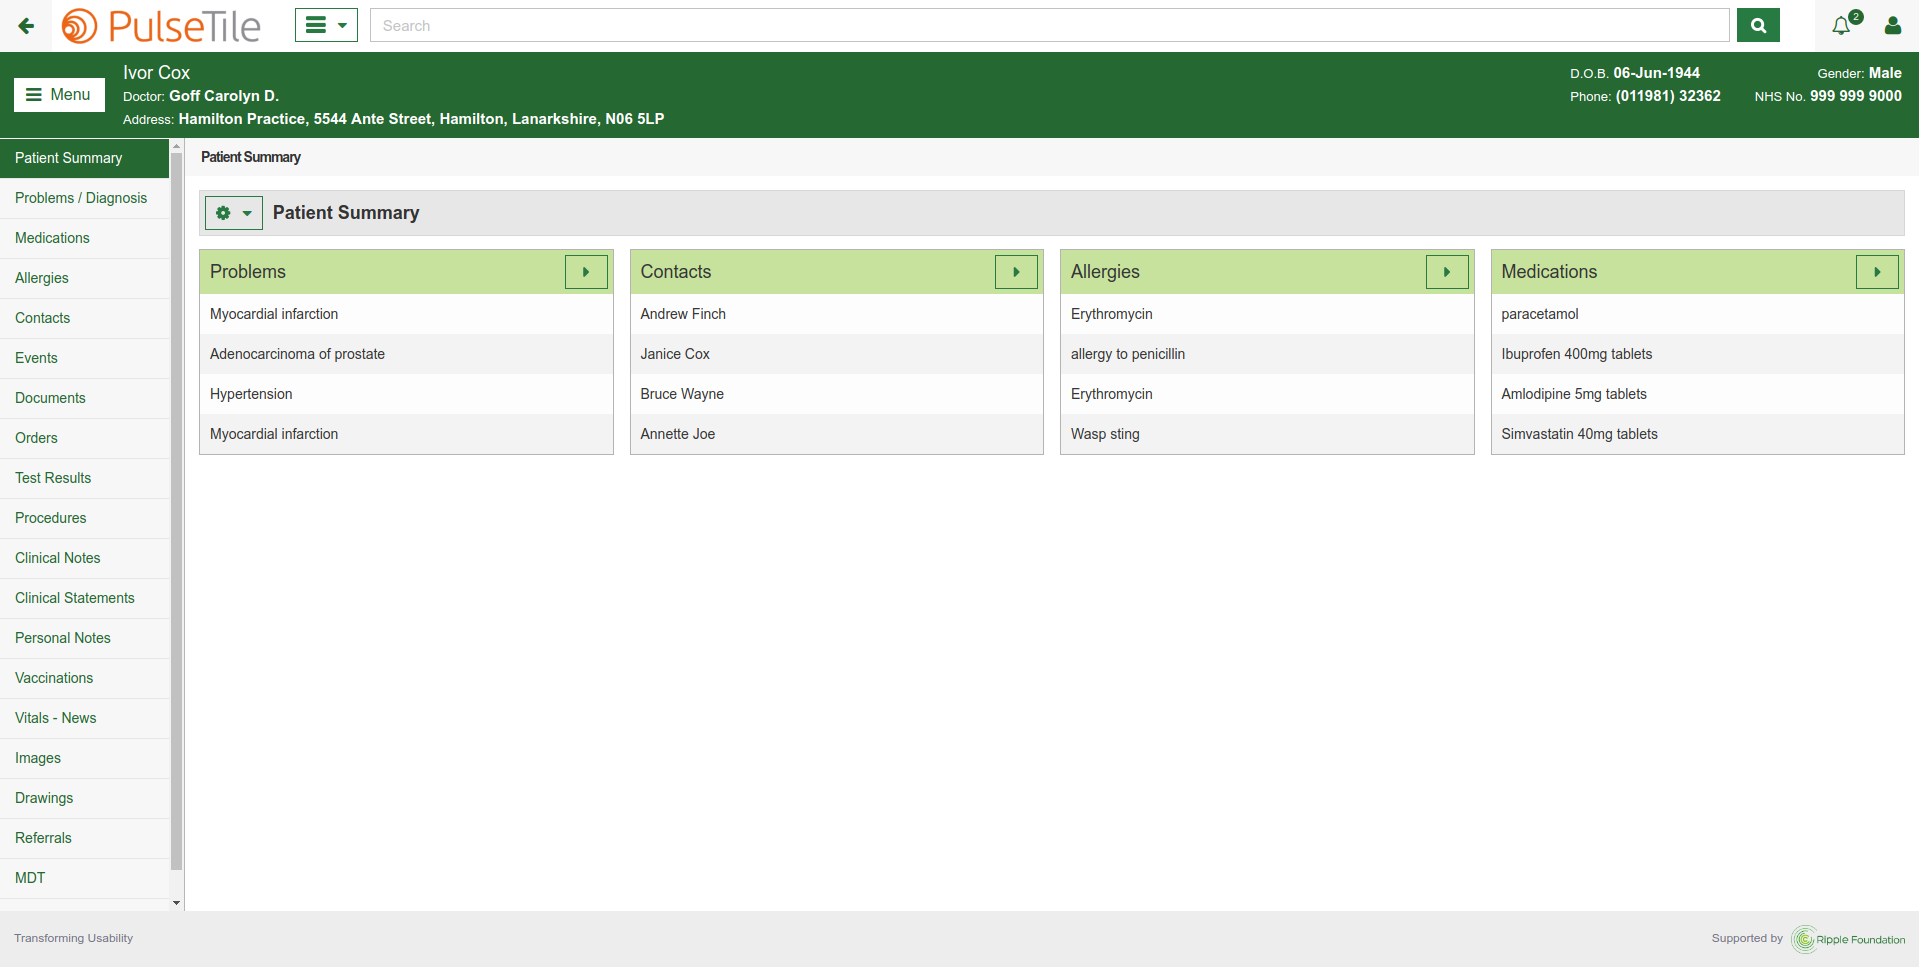 PulseTile
Search
2
Menu
Ivor Cox
Doctor: Goff Carolyn D.
Address: Hamilton Practice, 5544 Ante Street, Hamilton, Lanarkshire, N06 5LP
D.O.B. 06-Jun-1944
Gender: Male
Phone: (011981) 32362
NHS No. 999 999 9000
Patient Summary
Problems / Diagnosis
Medications
Allergies
Contacts
Events
Documents
Orders
Test Results
Procedures
Clinical Notes
Clinical Statements
Personal Notes
Vaccinations
Vitals - News
Images
Drawings
Referrals
MDT
Patient Summary
Patient Summary
Problems
Myocardial infarction
Adenocarcinoma of prostate
Hypertension
Myocardial infarction
Contacts
Andrew Finch
Janice Cox
Bruce Wayne
Annette Joe
Allergies
Erythromycin
allergy to penicillin
Erythromycin
Wasp sting
Medications
paracetamol
Ibuprofen 400mg tablets
Amlodipine 5mg tablets
Simvastatin 40mg tablets
Transforming Usability
Supported by
Ripple Foundation